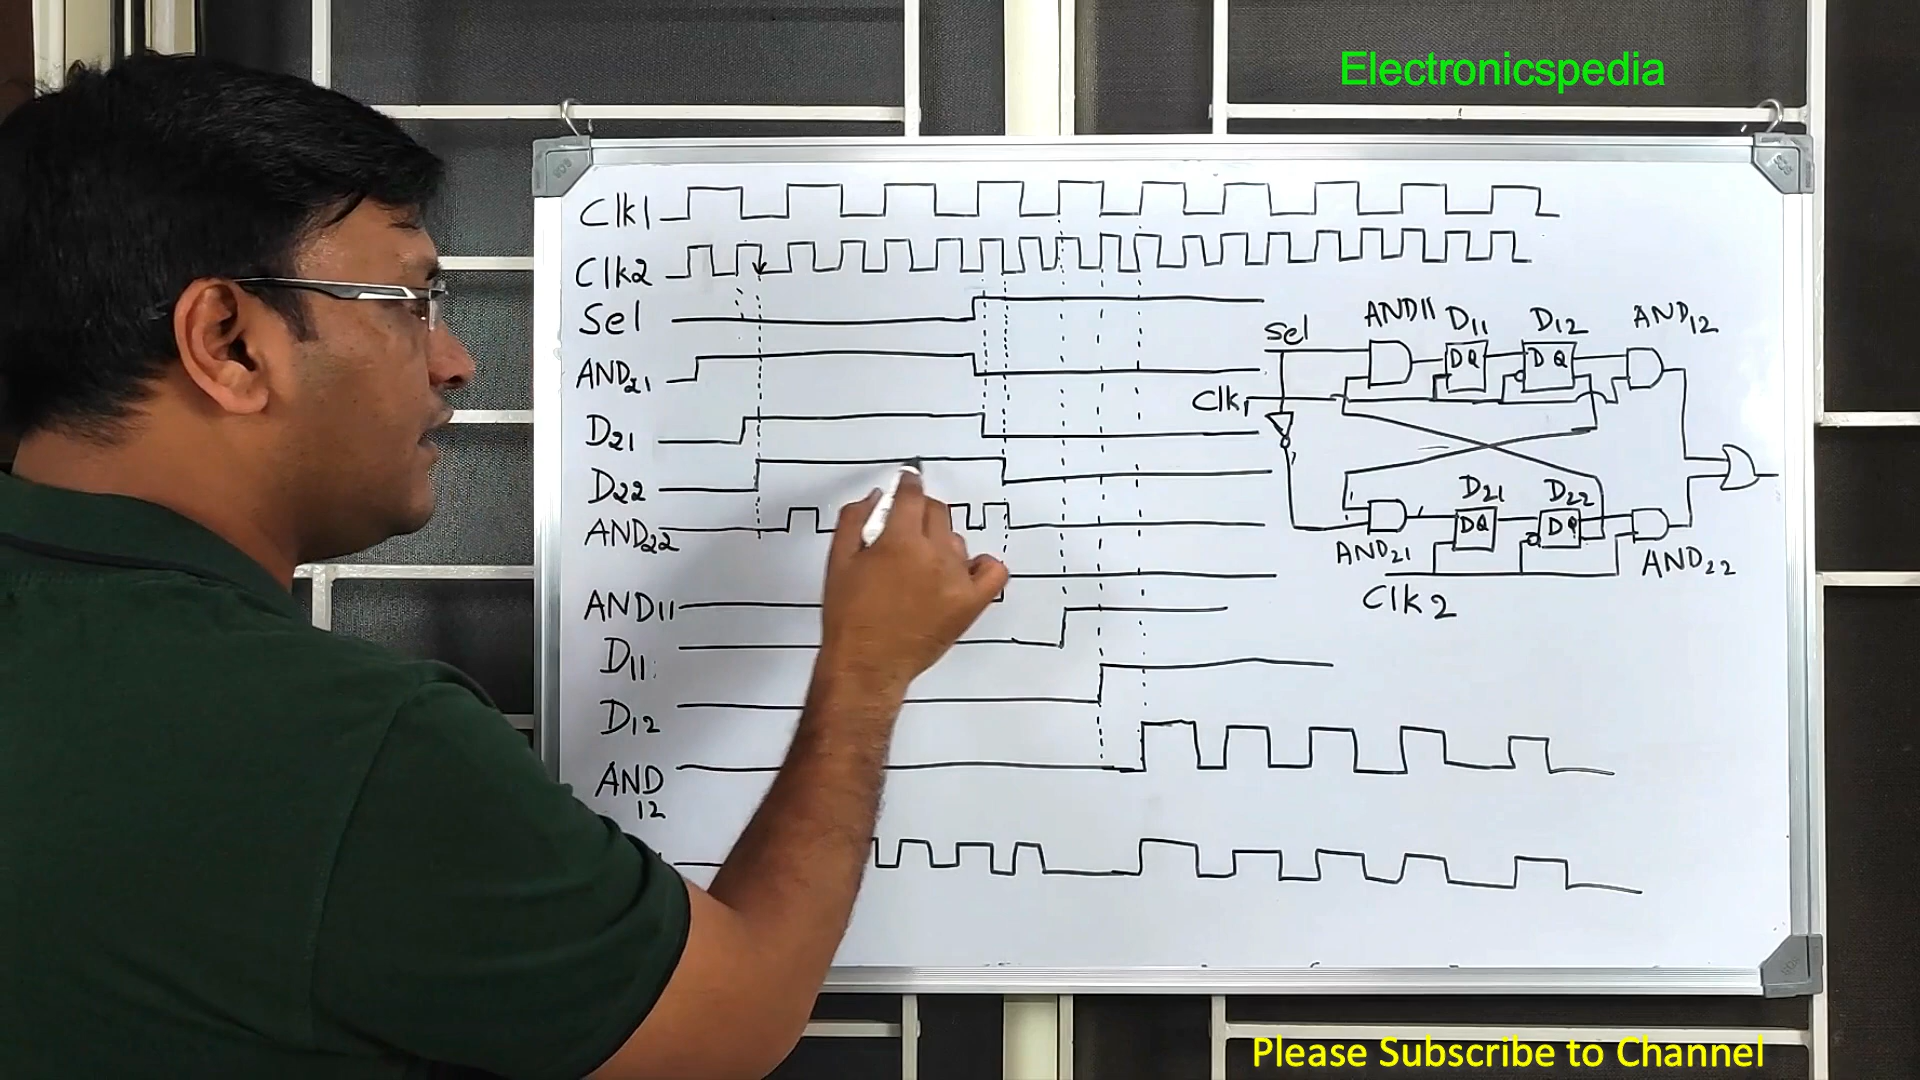 Electronicspedia
Clk1
Clk2
Sel
AND21
D21
D22
AND22
AND11
D11
D12
AND
12
Sel
AND11
D11
D12
AND12
DQ
DQ
Clk1
D21
D22
DQ
DQ
AND21
AND22
Clk2
Please Subscribe to Channel